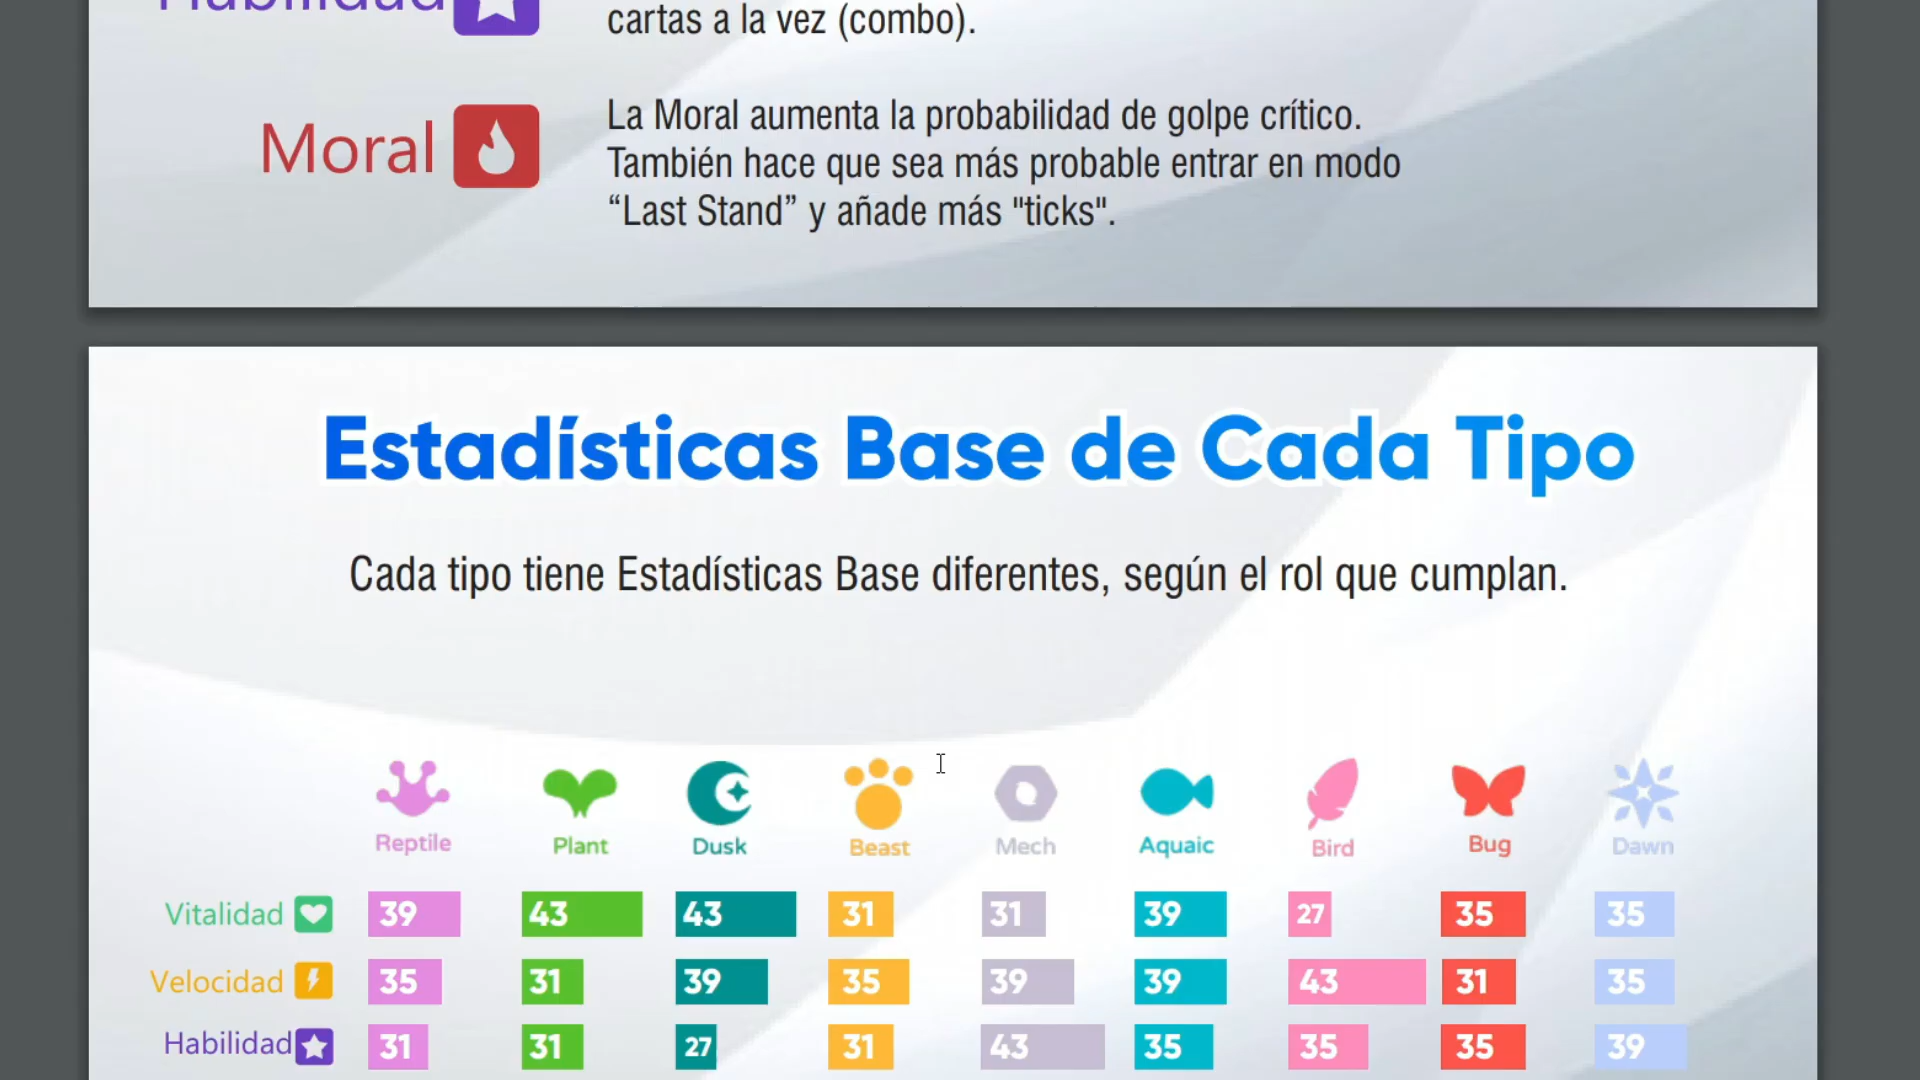 Habilidad
cartas a la vez (combo).
Moral
La Moral aumenta la probabilidad de golpe crítico.
También hace que sea más probable entrar en modo
“Last Stand” y añade más "ticks".
Estadísticas Base de Cada Tipo
Cada tipo tiene Estadísticas Base diferentes, según el rol que cumplan.
Reptile Plant Dusk Beast Mech Aquaic Bird Bug Dawn
Vitalidad 39 43 43 31 31 39 27 35 35
Velocidad 35 31 39 35 39 39 43 31 35
Habilidad 31 31 27 31 43 35 35 35 39